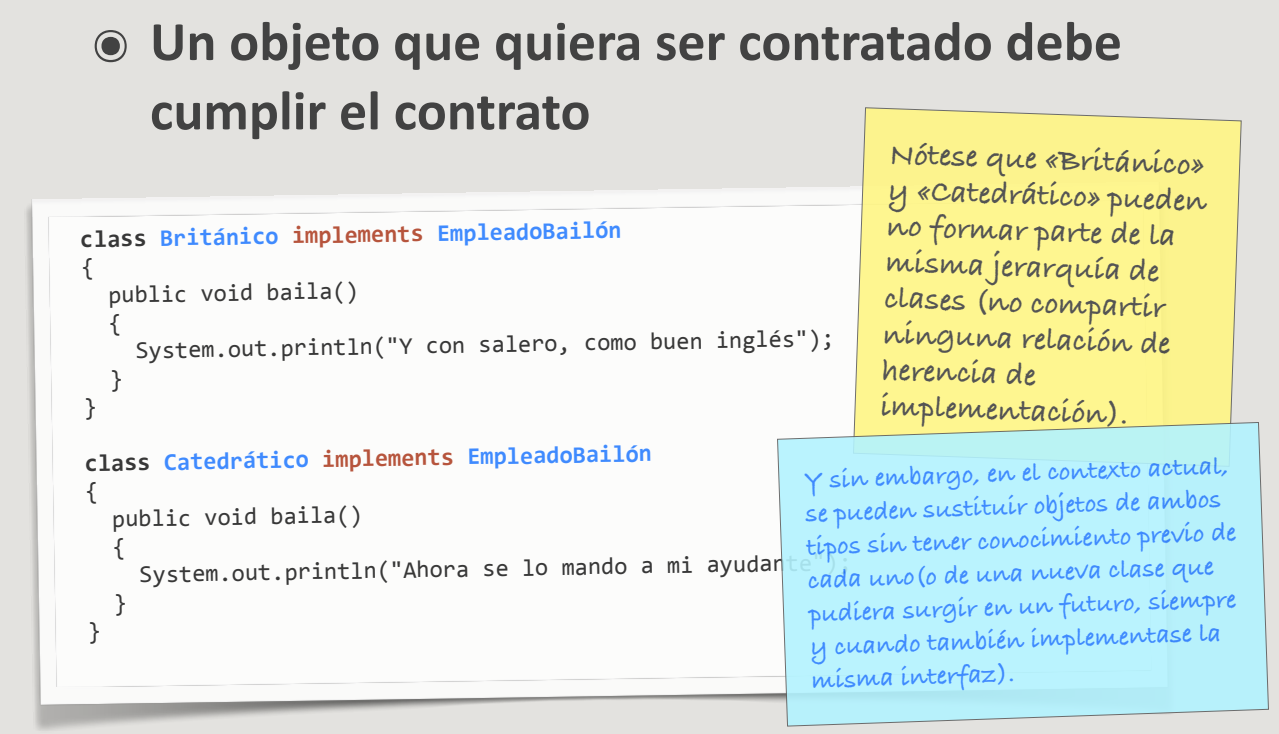 Un objeto que quiera ser contratado debe
cumplir el contrato
class Británico implements EmpleadoBailón
{
public void baila()
{
System.out.println("Y con salero, como buen inglés");
}
}
class Catedrático implements EmpleadoBailón
{
public void baila()
{
System.out.println("Ahora se lo mando a mi ayudante");
}
}
Nótese que «Británico»
y «Catedrático» pueden
no formar parte de la
misma jerarquía de
clases (no compartir
ninguna relación de
herencia de
implementación).
Y sin embargo, en el contexto actual,
se pueden sustituir objetos de ambos
tipos sin tener conocimiento previo de
cada uno(o de una nueva clase que
pudiera surgir en un futuro, siempre
y cuando también implementase la
misma interfaz).